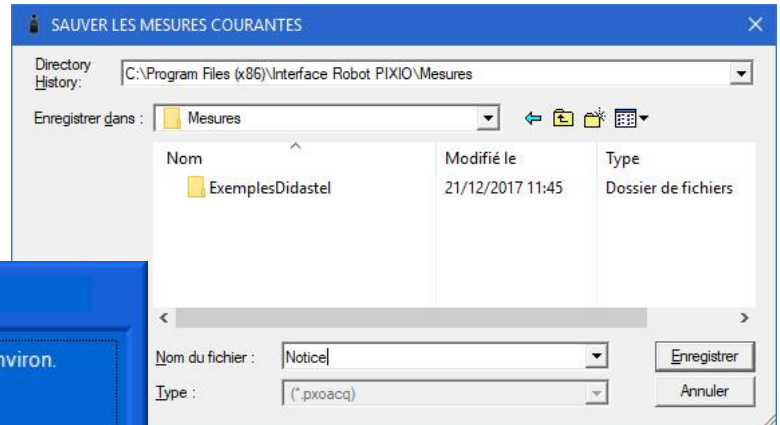 SAUVER LES MESURES COURANTES
Directory History: C:\Program Files (x86)\Interface Robot PIXIO\Mesures
Enregistrer dans : Mesures
Nom Modifié le Type
ExemplesDidastel 21/12/2017 11:45 Dossier de fichiers
nviron.
Nom du fichier : Notice Enregistrer
Type : (*.pxoacq) Annuler